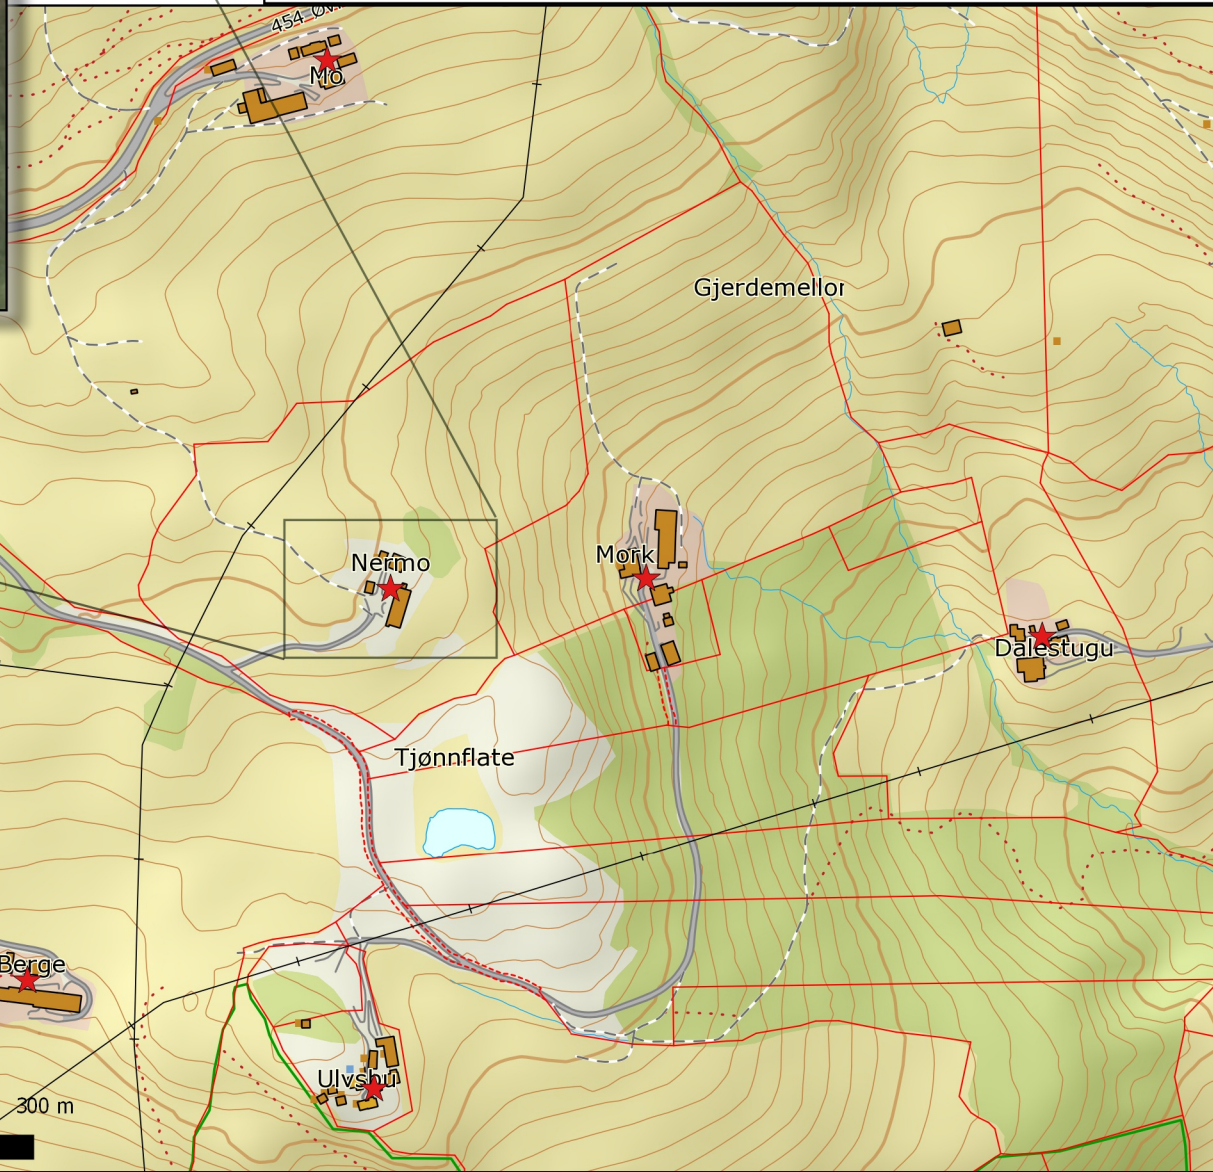 454
Mo
Gjerdemellor
Nermo
Mork
Dalestugu
Tjønnflate
Berge
Ulvsbu
300 m